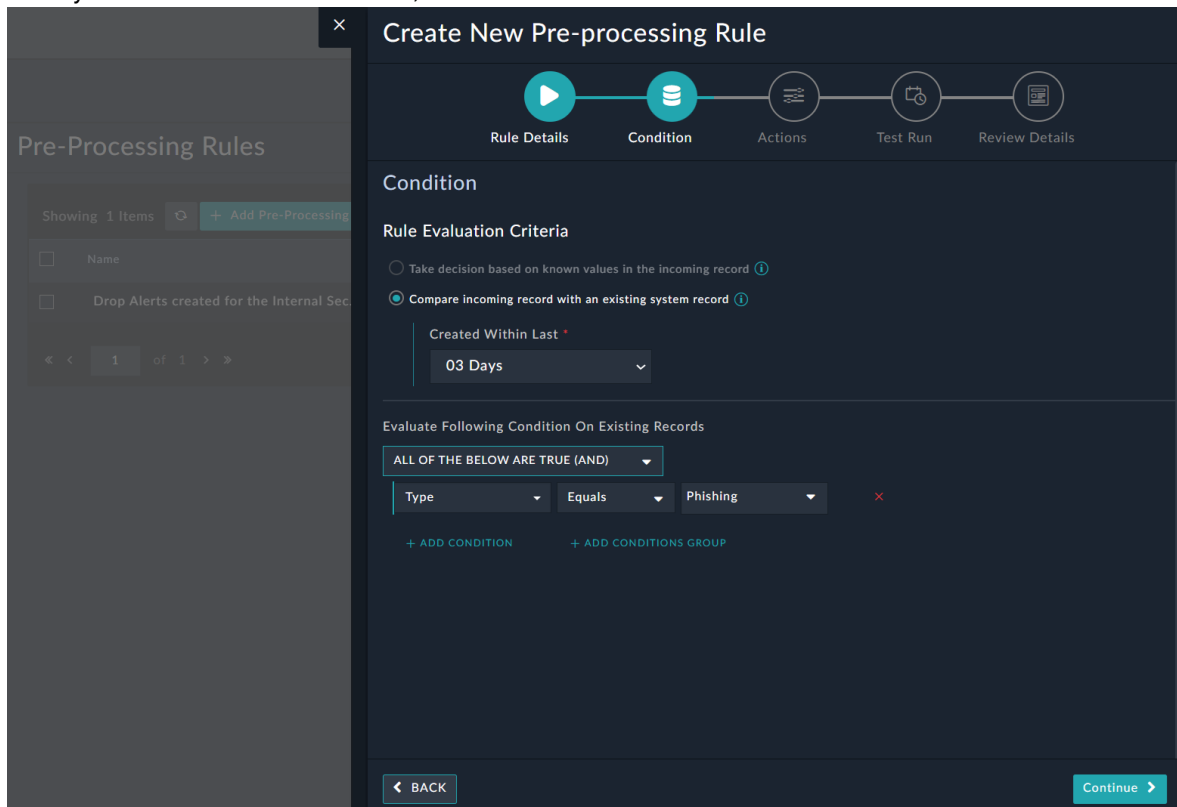 ×
Create New Pre-processing Rule
Rule Details
Condition
Actions
Test Run
Review Details
Pre-Processing Rules
Showing 1 Items
+ Add Pre-Processing
Name
Drop Alerts created for the Internal Sec.
« < 1 of 1 > »
Condition
Rule Evaluation Criteria
Take decision based on known values in the incoming record
Compare incoming record with an existing system record
Created Within Last *
03 Days
Evaluate Following Condition On Existing Records
ALL OF THE BELOW ARE TRUE (AND)
Type Equals Phishing ×
+ ADD CONDITION + ADD CONDITIONS GROUP
< BACK
Continue >